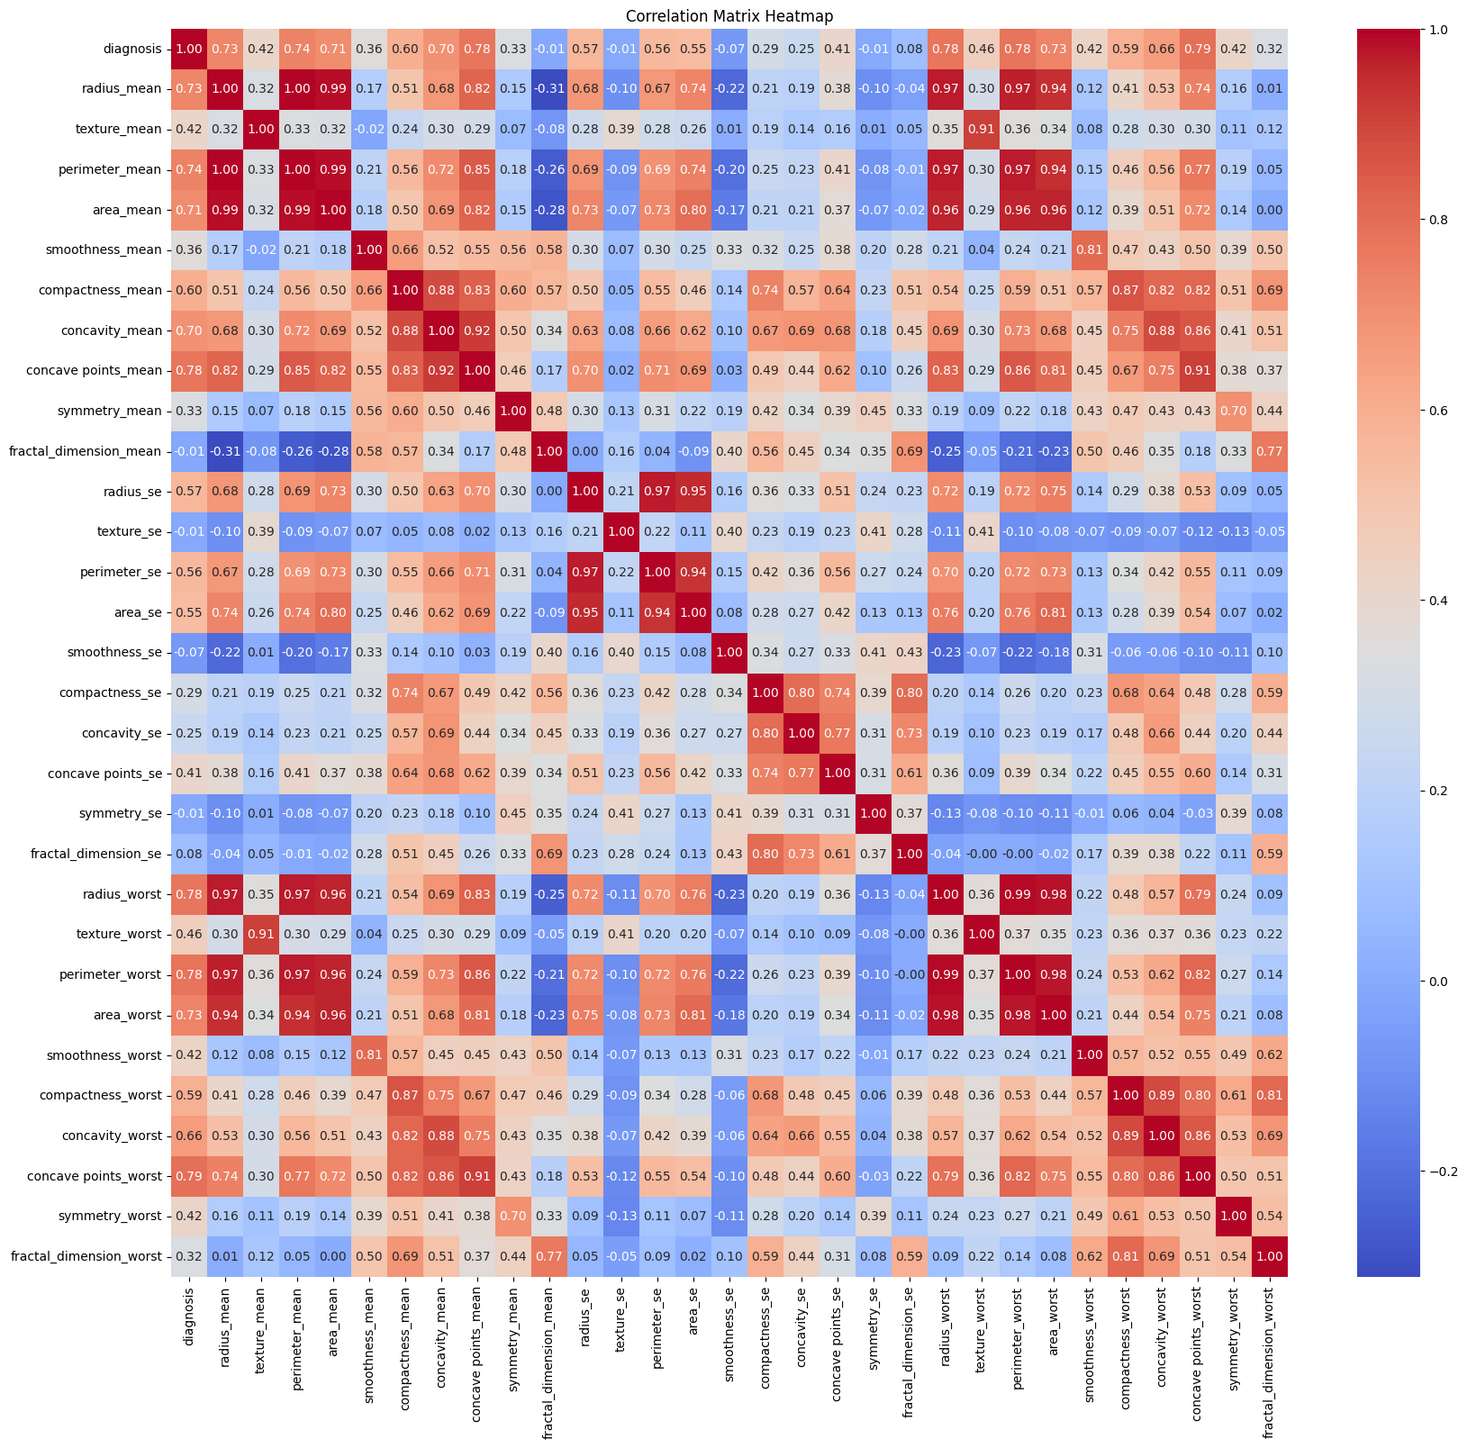 Correlation Matrix Heatmap
diagnosis 1.00 0.73 0.42 0.74 0.71 0.36 0.60 0.70 0.78 0.33 -0.01 0.57 -0.01 0.56 0.55 -0.07 0.29 0.25 0.41 -0.01 0.08 0.78 0.46 0.78 0.73 0.42 0.59 0.66 0.79 0.42 0.32
radius_mean 0.73 1.00 0.32 1.00 0.99 0.17 0.51 0.68 0.82 0.15 -0.31 0.68 -0.10 0.67 0.74 -0.22 0.21 0.19 0.38 -0.10 -0.04 0.97 0.30 0.97 0.94 0.12 0.41 0.53 0.74 0.16 0.01
texture_mean 0.42 0.32 1.00 0.33 0.32 -0.02 0.24 0.30 0.29 0.07 -0.08 0.28 0.39 0.28 0.26 0.01 0.19 0.14 0.16 0.01 0.05 0.35 0.91 0.36 0.34 0.08 0.28 0.30 0.30 0.11 0.12
perimeter_mean 0.74 1.00 0.33 1.00 0.99 0.21 0.56 0.72 0.85 0.18 -0.26 0.69 -0.09 0.69 0.74 -0.20 0.25 0.23 0.41 -0.08 -0.01 0.97 0.30 0.97 0.94 0.15 0.46 0.56 0.77 0.19 0.05
area_mean 0.71 0.99 0.32 0.99 1.00 0.18 0.50 0.69 0.82 0.15 -0.28 0.73 -0.07 0.73 0.80 -0.17 0.21 0.21 0.37 -0.07 -0.02 0.96 0.29 0.96 0.96 0.12 0.39 0.51 0.72 0.14 0.00
smoothness_mean 0.36 0.17 -0.02 0.21 0.18 1.00 0.66 0.52 0.55 0.56 0.58 0.30 0.07 0.30 0.25 0.33 0.32 0.25 0.38 0.20 0.28 0.21 0.04 0.24 0.21 0.81 0.47 0.43 0.50 0.39 0.50
compactness_mean 0.60 0.51 0.24 0.56 0.50 0.66 1.00 0.88 0.83 0.60 0.57 0.50 0.05 0.55 0.46 0.14 0.74 0.57 0.64 0.23 0.51 0.54 0.25 0.59 0.51 0.57 0.87 0.82 0.82 0.51 0.69
concavity_mean 0.70 0.68 0.30 0.72 0.69 0.52 0.88 1.00 0.92 0.50 0.34 0.63 0.08 0.66 0.62 0.10 0.67 0.69 0.68 0.18 0.45 0.69 0.30 0.73 0.68 0.45 0.75 0.88 0.86 0.41 0.51
concave points_mean 0.78 0.82 0.29 0.85 0.82 0.55 0.83 0.92 1.00 0.46 0.17 0.70 0.02 0.71 0.69 0.03 0.49 0.44 0.62 0.10 0.26 0.83 0.29 0.86 0.81 0.45 0.67 0.75 0.91 0.38 0.37
symmetry_mean 0.33 0.15 0.07 0.18 0.15 0.56 0.60 0.50 0.46 1.00 0.48 0.30 0.13 0.31 0.22 0.19 0.42 0.34 0.39 0.45 0.33 0.19 0.09 0.22 0.18 0.43 0.47 0.43 0.43 0.70 0.44
fractal_dimension_mean -0.01 -0.31 -0.08 -0.26 -0.28 0.58 0.57 0.34 0.17 0.48 1.00 0.00 0.16 0.04 -0.09 0.40 0.56 0.45 0.34 0.35 0.69 -0.25 -0.05 -0.21 -0.23 0.50 0.46 0.35 0.18 0.33 0.77
radius_se 0.57 0.68 0.28 0.69 0.73 0.30 0.50 0.63 0.70 0.30 0.00 1.00 0.21 0.97 0.95 0.16 0.36 0.33 0.51 0.24 0.23 0.72 0.19 0.72 0.75 0.14 0.29 0.38 0.53 0.09 0.05
texture_se -0.01 -0.10 0.39 -0.09 -0.07 0.07 0.05 0.08 0.02 0.13 0.16 0.21 1.00 0.22 0.11 0.40 0.23 0.19 0.23 0.41 0.28 -0.11 0.41 -0.10 -0.08 -0.07 -0.09 -0.07 -0.12 -0.13 -0.05
perimeter_se 0.56 0.67 0.28 0.69 0.73 0.30 0.55 0.66 0.71 0.31 0.04 0.97 0.22 1.00 0.94 0.15 0.42 0.36 0.56 0.27 0.24 0.70 0.20 0.72 0.73 0.13 0.34 0.42 0.55 0.11 0.09
area_se 0.55 0.74 0.26 0.74 0.80 0.25 0.46 0.62 0.69 0.22 -0.09 0.95 0.11 0.94 1.00 0.08 0.28 0.27 0.42 0.13 0.13 0.76 0.20 0.76 0.81 0.13 0.28 0.39 0.54 0.07 0.02
smoothness_se -0.07 -0.22 0.01 -0.20 -0.17 0.33 0.14 0.10 0.03 0.19 0.40 0.16 0.40 0.15 0.08 1.00 0.34 0.27 0.33 0.41 0.43 -0.23 -0.07 -0.22 -0.18 0.31 -0.06 -0.06 -0.10 -0.11 0.10
compactness_se 0.29 0.21 0.19 0.25 0.21 0.32 0.74 0.67 0.49 0.42 0.56 0.36 0.23 0.42 0.28 0.34 1.00 0.80 0.74 0.39 0.80 0.20 0.14 0.26 0.20 0.23 0.68 0.64 0.48 0.28 0.59
concavity_se 0.25 0.19 0.14 0.23 0.21 0.25 0.57 0.69 0.44 0.34 0.45 0.33 0.19 0.36 0.27 0.27 0.80 1.00 0.77 0.31 0.73 0.19 0.10 0.23 0.19 0.17 0.48 0.66 0.44 0.20 0.44
concave points_se 0.41 0.38 0.16 0.41 0.37 0.38 0.64 0.68 0.62 0.39 0.34 0.51 0.23 0.56 0.42 0.33 0.74 0.77 1.00 0.31 0.61 0.36 0.09 0.39 0.34 0.22 0.45 0.55 0.60 0.14 0.31
symmetry_se -0.01 -0.10 0.01 -0.08 -0.07 0.20 0.23 0.18 0.10 0.45 0.35 0.24 0.41 0.27 0.13 0.41 0.39 0.31 0.31 1.00 0.37 -0.13 -0.08 -0.10 -0.11 -0.01 0.06 0.04 -0.03 0.39 0.08
fractal_dimension_se 0.08 -0.04 0.05 -0.01 -0.02 0.28 0.51 0.45 0.26 0.33 0.69 0.23 0.28 0.24 0.13 0.43 0.80 0.73 0.61 0.37 1.00 -0.04 -0.00 -0.00 -0.02 0.17 0.39 0.38 0.22 0.11 0.59
radius_worst 0.78 0.97 0.35 0.97 0.96 0.21 0.54 0.69 0.83 0.19 -0.25 0.72 -0.11 0.70 0.76 -0.23 0.20 0.19 0.36 -0.13 -0.04 1.00 0.36 0.99 0.98 0.22 0.48 0.57 0.79 0.24 0.09
texture_worst 0.46 0.30 0.91 0.30 0.29 0.04 0.25 0.30 0.29 0.09 -0.05 0.19 0.41 0.20 0.20 -0.07 0.14 0.10 0.09 -0.08 -0.00 0.36 1.00 0.37 0.35 0.23 0.36 0.37 0.36 0.23 0.22
perimeter_worst 0.78 0.97 0.36 0.97 0.96 0.24 0.59 0.73 0.86 0.22 -0.21 0.72 -0.10 0.72 0.76 -0.22 0.26 0.23 0.39 -0.10 -0.00 0.99 0.37 1.00 0.98 0.24 0.53 0.62 0.82 0.27 0.14
area_worst 0.73 0.94 0.34 0.94 0.96 0.21 0.51 0.68 0.81 0.18 -0.23 0.75 -0.08 0.73 0.81 -0.18 0.20 0.19 0.34 -0.11 -0.02 0.98 0.35 0.98 1.00 0.21 0.44 0.54 0.75 0.21 0.08
smoothness_worst 0.42 0.12 0.08 0.15 0.12 0.81 0.57 0.45 0.45 0.43 0.50 0.14 -0.07 0.13 0.13 0.31 0.23 0.17 0.22 -0.01 0.17 0.22 0.23 0.24 0.21 1.00 0.57 0.52 0.55 0.49 0.62
compactness_worst 0.59 0.41 0.28 0.46 0.39 0.47 0.87 0.75 0.67 0.47 0.46 0.29 -0.09 0.34 0.28 -0.06 0.68 0.48 0.45 0.06 0.39 0.48 0.36 0.53 0.44 0.57 1.00 0.89 0.80 0.61 0.81
concavity_worst 0.66 0.53 0.30 0.56 0.51 0.43 0.82 0.88 0.75 0.43 0.35 0.38 -0.07 0.42 0.39 -0.06 0.64 0.66 0.55 0.04 0.38 0.57 0.37 0.62 0.54 0.52 0.89 1.00 0.86 0.53 0.69
concave points_worst 0.79 0.74 0.30 0.77 0.72 0.50 0.82 0.86 0.91 0.43 0.18 0.53 -0.12 0.55 0.54 -0.10 0.48 0.44 0.60 -0.03 0.22 0.79 0.36 0.82 0.75 0.55 0.80 0.86 1.00 0.50 0.51
symmetry_worst 0.42 0.16 0.11 0.19 0.14 0.39 0.51 0.41 0.38 0.70 0.33 0.09 -0.13 0.11 0.07 -0.11 0.28 0.20 0.14 0.39 0.11 0.24 0.23 0.27 0.21 0.49 0.61 0.53 0.50 1.00 0.54
fractal_dimension_worst 0.32 0.01 0.12 0.05 0.00 0.50 0.69 0.51 0.37 0.44 0.77 0.05 -0.05 0.09 0.02 0.10 0.59 0.44 0.31 0.08 0.59 0.09 0.22 0.14 0.08 0.62 0.81 0.69 0.51 0.54 1.00
diagnosis
radius_mean
texture_mean
perimeter_mean
area_mean
smoothness_mean
compactness_mean
concavity_mean
concave points_mean
symmetry_mean
fractal_dimension_mean
radius_se
texture_se
perimeter_se
area_se
smoothness_se
compactness_se
concavity_se
concave points_se
symmetry_se
fractal_dimension_se
radius_worst
texture_worst
perimeter_worst
area_worst
smoothness_worst
compactness_worst
concavity_worst
concave points_worst
symmetry_worst
fractal_dimension_worst
1.0
0.8
0.6
0.4
0.2
0.0
−0.2